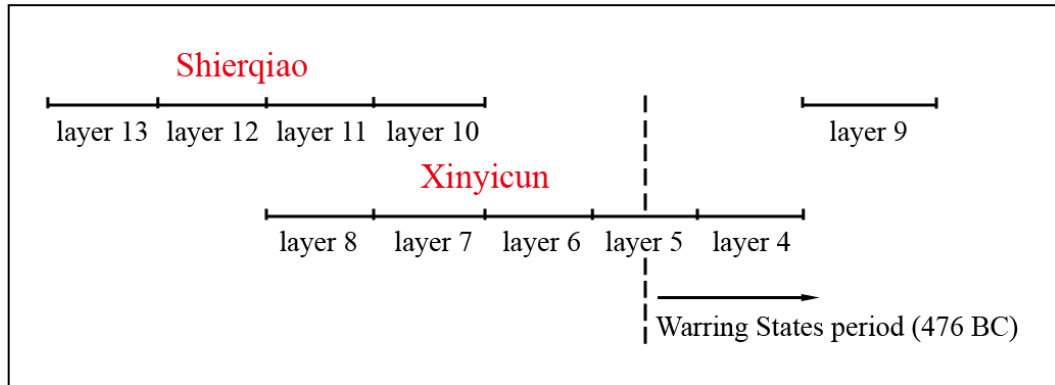 Shierqiao
layer 13 layer 12 layer 11 layer 10 layer 9
Xinyicun
layer 8 layer 7 layer 6 layer 5 layer 4
Warring States period (476 BC)